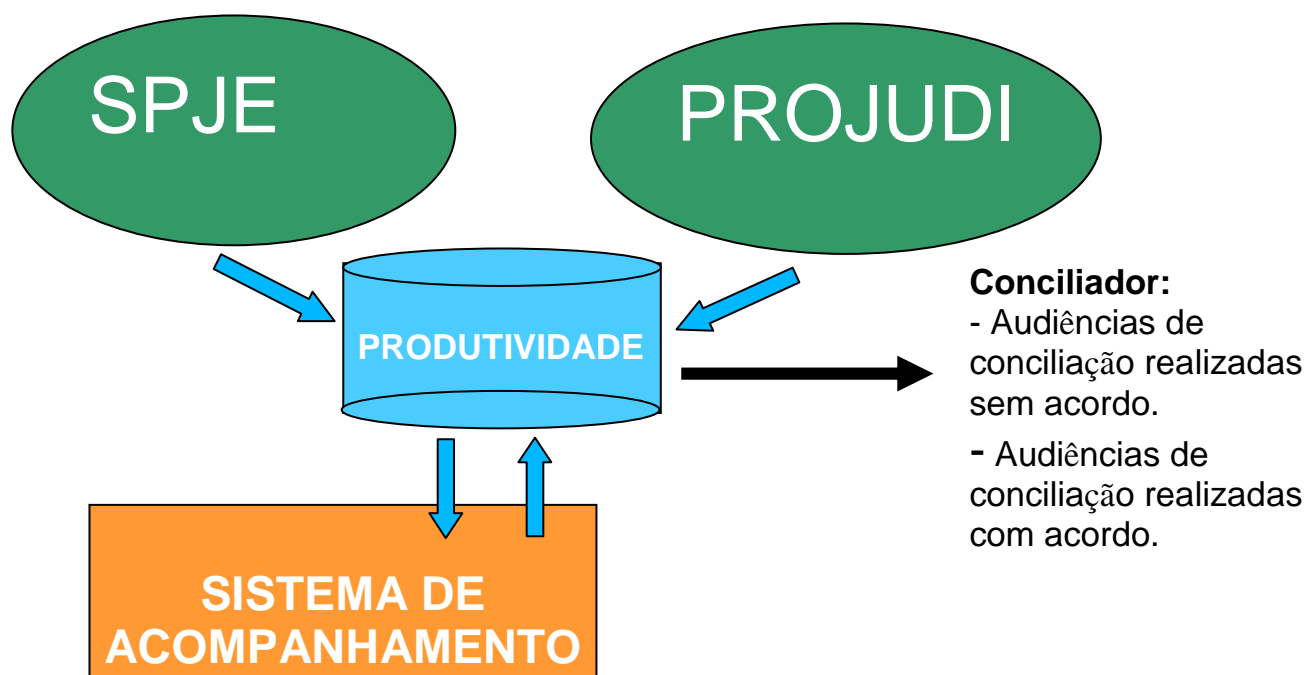 SPJE
PROJUDI
PRODUTIVIDADE
Conciliador:
- Audiências de
conciliação realizadas
sem acordo.
- Audiências de
conciliação realizadas
com acordo.
SISTEMA DE
ACOMPANHAMENTO